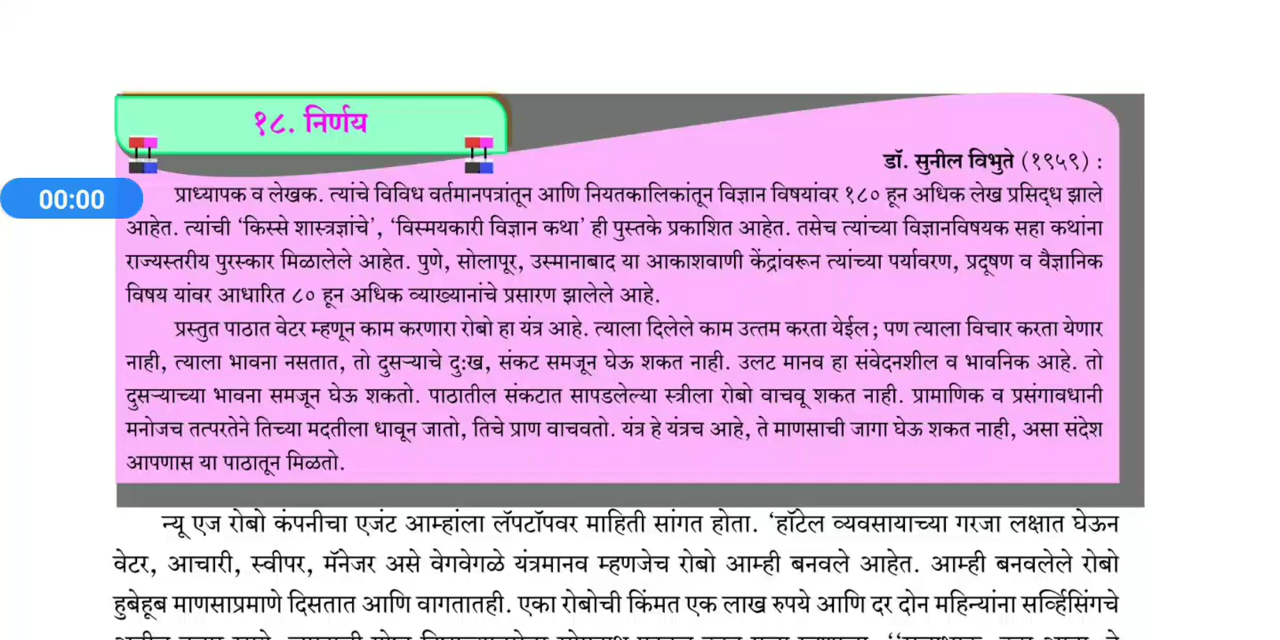 १८. निर्णय
डॉ. सुनील विभुते (१९५९) :
00:00
प्राध्यापक व लेखक. त्यांचे विविध वर्तमानपत्रांतून आणि नियतकालिकांतून विज्ञान विषयांवर १८० हून अधिक लेख प्रसिद्ध झाले
आहेत. त्यांची ‘किस्से शास्त्रज्ञांचे’, ‘विस्मयकारी विज्ञान कथा’ ही पुस्तके प्रकाशित आहेत. तसेच त्यांच्या विज्ञानविषयक सहा कथांना
राज्यस्तरीय पुरस्कार मिळालेले आहेत. पुणे, सोलापूर, उस्मानाबाद या आकाशवाणी केंद्रांवरून त्यांच्या पर्यावरण, प्रदूषण व वैज्ञानिक
विषय यांवर आधारित ८० हून अधिक व्याख्यानांचे प्रसारण झालेले आहे.
प्रस्तुत पाठात वेटर म्हणून काम करणारा रोबो हा यंत्र आहे. त्याला दिलेले काम उत्तम करता येईल; पण त्याला विचार करता येणार
नाही, त्याला भावना नसतात, तो दुसऱ्याचे दुःख, संकट समजून घेऊ शकत नाही. उलट मानव हा संवेदनशील व भावनिक आहे. तो
दुसऱ्याच्या भावना समजून घेऊ शकतो. पाठातील संकटात सापडलेल्या स्त्रीला रोबो वाचवू शकत नाही. प्रामाणिक व प्रसंगावधानी
मनोजच तत्परतेने तिच्या मदतीला धावून जातो, तिचे प्राण वाचवतो. यंत्र हे यंत्रच आहे, ते माणसाची जागा घेऊ शकत नाही, असा संदेश
आपणास या पाठातून मिळतो.
न्यू एज रोबो कंपनीचा एजंट आम्हांला लॅपटॉपवर माहिती सांगत होता. ‘हॉटेल व्यवसायाच्या गरजा लक्षात घेऊन
वेटर, आचारी, स्वीपर, मॅनेजर असे वेगवेगळे यंत्रमानव म्हणजेच रोबो आम्ही बनवले आहेत. आम्ही बनवलेले रोबो
हुबेहूब माणसाप्रमाणे दिसतात आणि वागतातही. एका रोबोची किंमत एक लाख रुपये आणि दर दोन महिन्यांना सर्व्हिसिंगचे